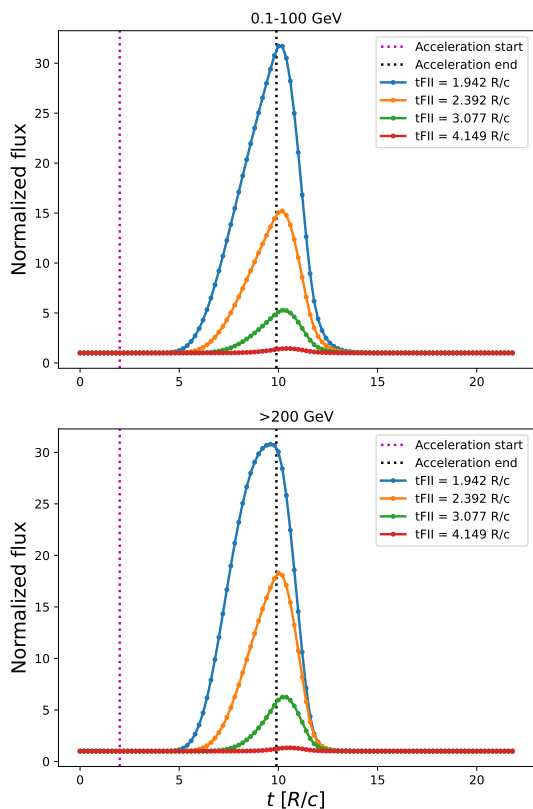 0.1-100 GeV
Normalized flux
30
25
20
15
10
5
0
0 5 10 15 20
Acceleration start
Acceleration end
tFII = 1.942 R/c
tFII = 2.392 R/c
tFII = 3.077 R/c
tFII = 4.149 R/c
>200 GeV
Normalized flux
30
25
20
15
10
5
0
0 5 10 15 20
Acceleration start
Acceleration end
tFII = 1.942 R/c
tFII = 2.392 R/c
tFII = 3.077 R/c
tFII = 4.149 R/c
t [R/c]